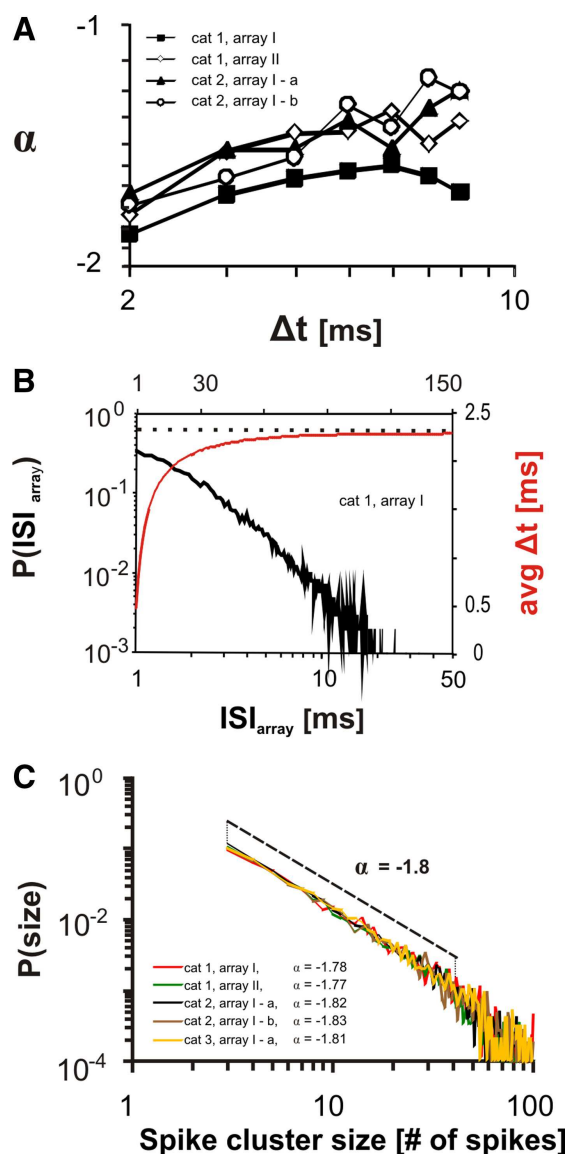 A
-1
cat 1, array I
cat 1, array II
cat 2, array I - a
cat 2, array I - b
α
-2
2
10
Δt [ms]
B
1 30 150
10^0
2.5
P(ISI array)
10^-1
cat 1, array I
avg Δt [ms]
10^-2
0.5
10^-3
0
1
10
50
ISI array [ms]
C
10^0
α = -1.8
P(size)
10^-2
cat 1, array I, α = -1.78
cat 1, array II, α = -1.77
cat 2, array I - a, α = -1.82
cat 2, array I - b, α = -1.83
cat 3, array I - a, α = -1.81
10^-4
1
10
100
Spike cluster size [# of spikes]